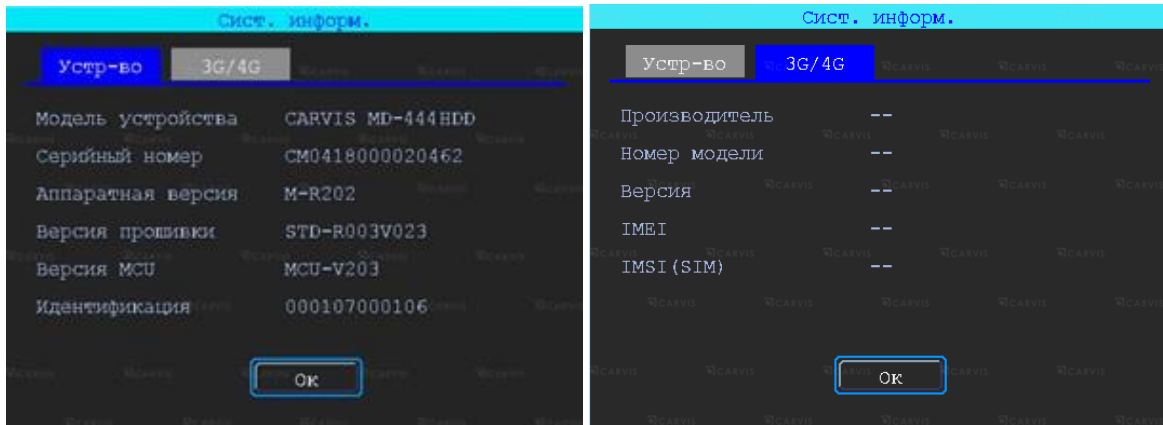 Сист. информ.
Устр-во 3G/4G
Модель устройства CARVIS MD-444HDD
Серийный номер CM0418000020462
Аппаратная версия M-R202
Версия прошивки STD-R003V023
Версия MCU MCU-V203
Идентификация 000107000106
Ок
Сист. информ.
Устр-во 3G/4G
Производитель --
Номер модели --
Версия --
IMEI --
IMSI(SIM) --
Ок